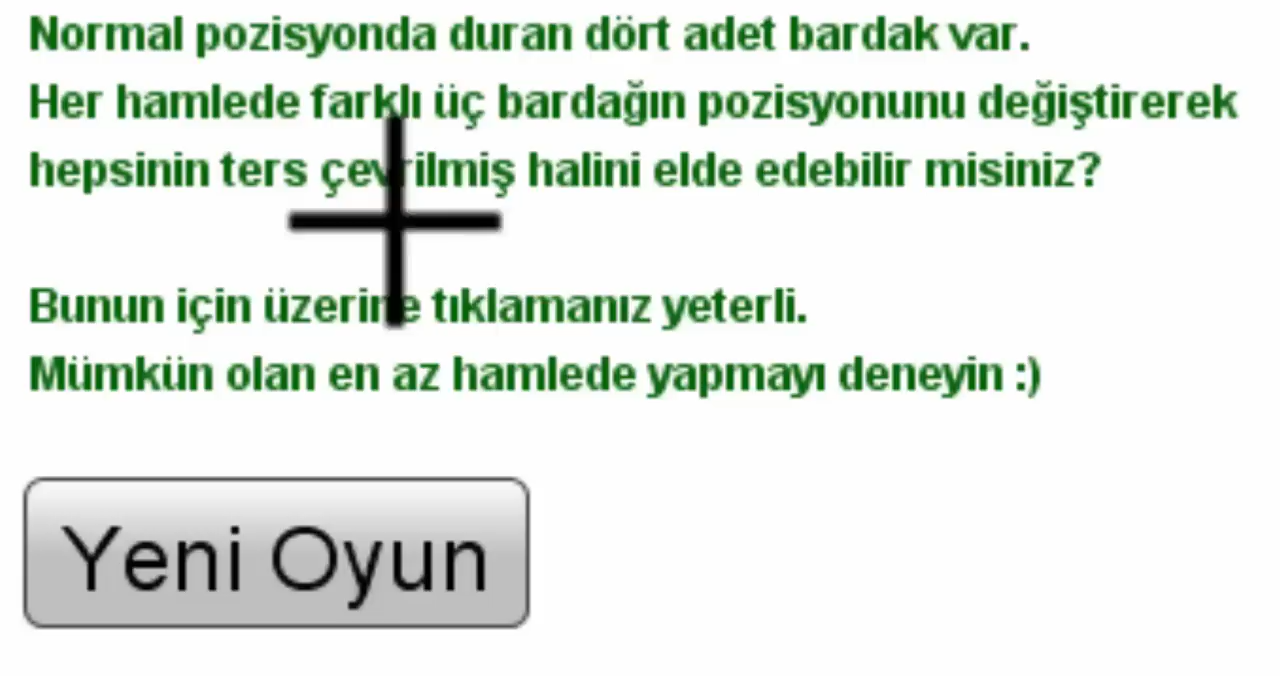 Normal pozisyonda duran dört adet bardak var.
Her hamlede farklı üç bardağın pozisyonunu değiştirerek
hepsinin ters çevrilmiş halini elde edebilir misiniz?
Bunun için üzerine tıklamanız yeterli.
Mümkün olan en az hamlede yapmayı deneyin :)
Yeni Oyun